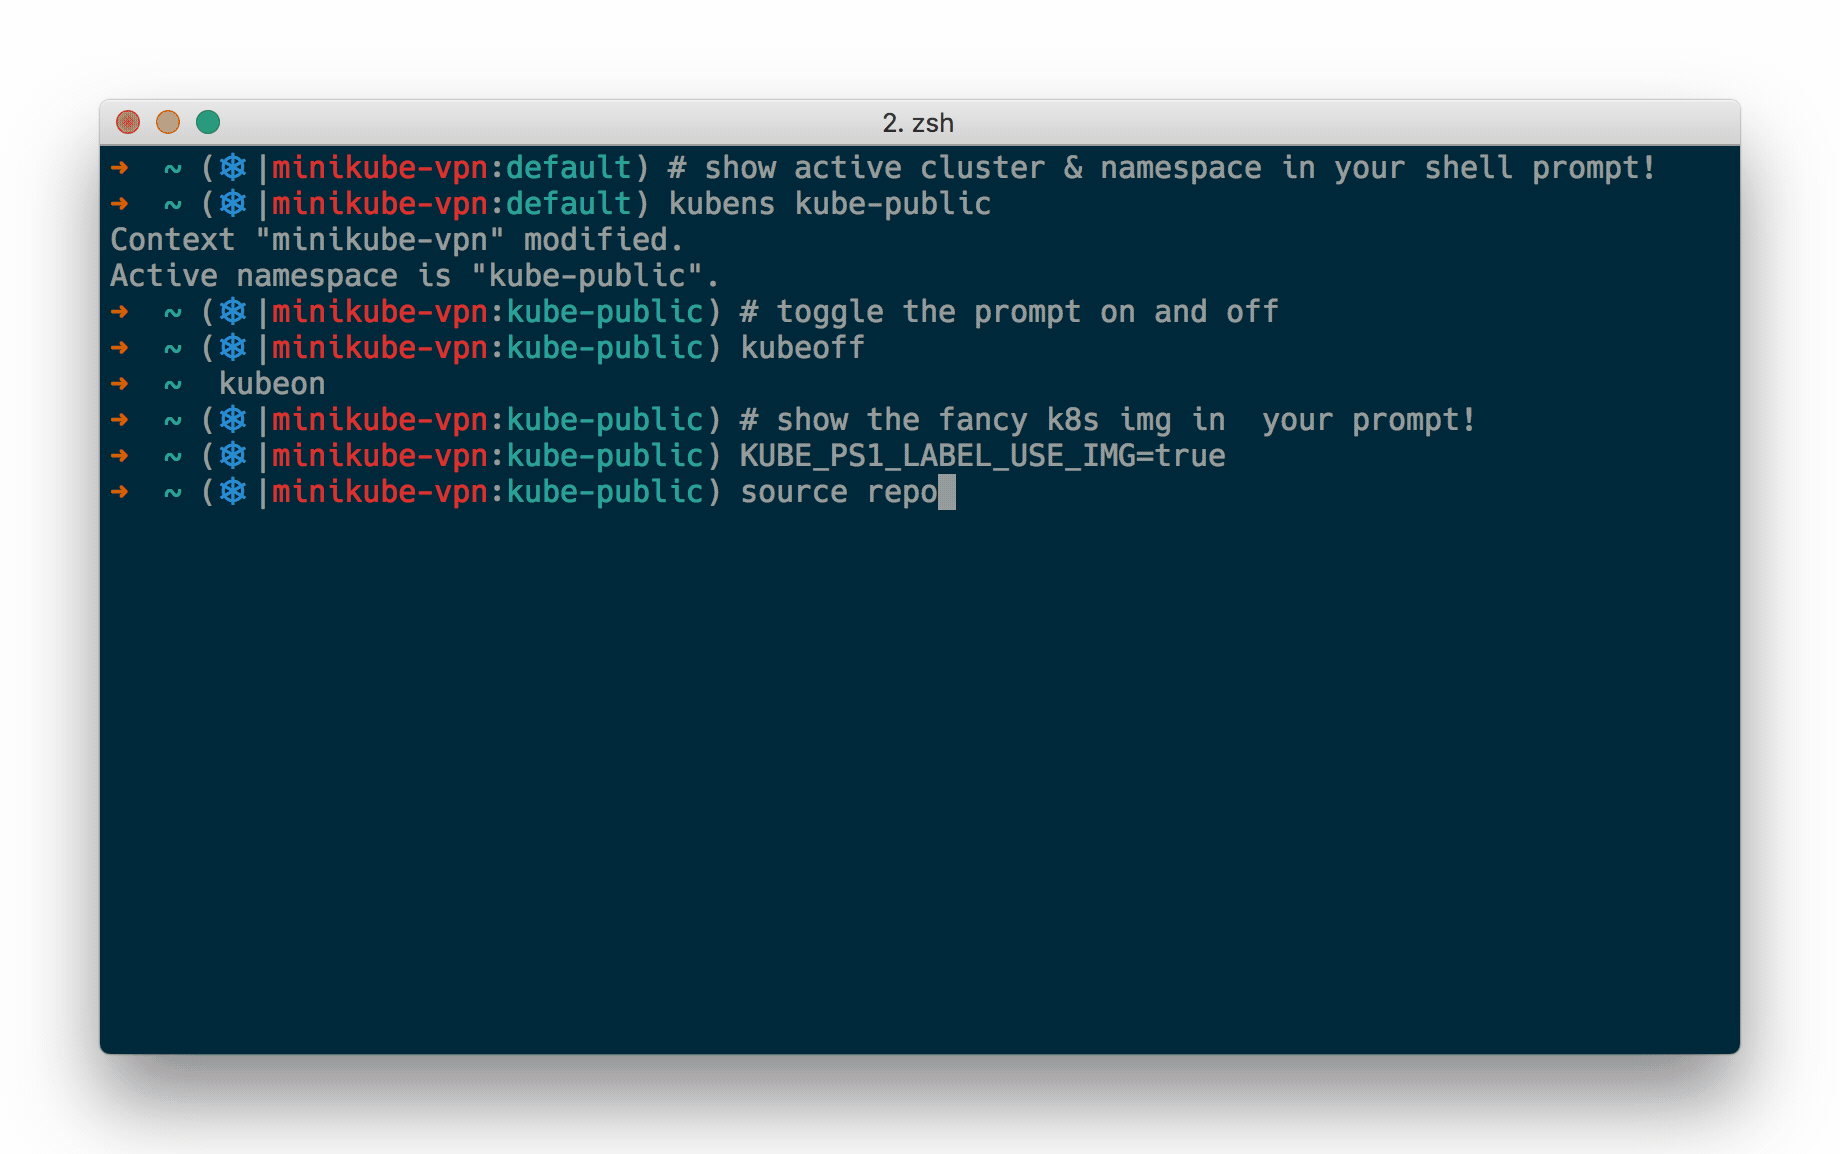 2. zsh
➜  ~ (⎈ |minikube-vpn:default) # show active cluster & namespace in your shell prompt!
➜  ~ (⎈ |minikube-vpn:default) kubens kube-public
Context "minikube-vpn" modified.
Active namespace is "kube-public".
➜  ~ (⎈ |minikube-vpn:kube-public) # toggle the prompt on and off
➜  ~ (⎈ |minikube-vpn:kube-public) kubeoff
➜  ~  kubeon
➜  ~ (⎈ |minikube-vpn:kube-public) # show the fancy k8s img in  your prompt!
➜  ~ (⎈ |minikube-vpn:kube-public) KUBE_PS1_LABEL_USE_IMG=true
➜  ~ (⎈ |minikube-vpn:kube-public) source repo